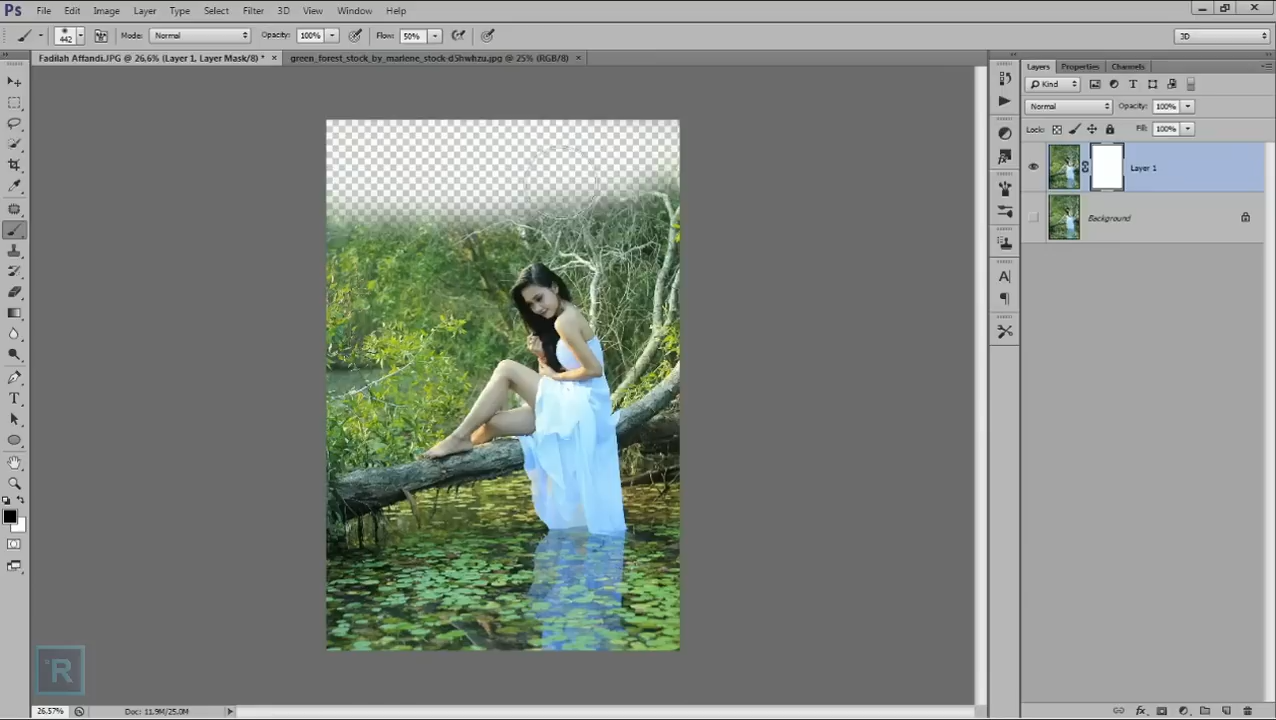 Ps File Edit Image Layer Type Select Filter 3D View Window Help
442 Mode: Normal Opacity: 100% Flow: 50% 3D
Fadilah Affandi.JPG @ 26,6% (Layer 1, Layer Mask/8) * × green_forest_stock_by_marlene_stock-d5hwhzu.jpg @ 25% (RGB/8) ×
Layers Properties Channels
Kind
Normal Opacity: 100%
Lock: Fill: 100%
Layer 1
Background
R
26,57% Doc: 11,9M/25,0M